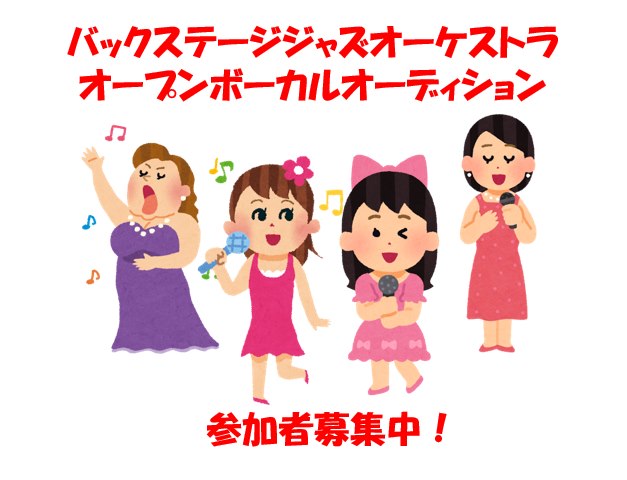 バックステージジャズオーケストラ
オープンボーカルオーディション
参加者募集中！